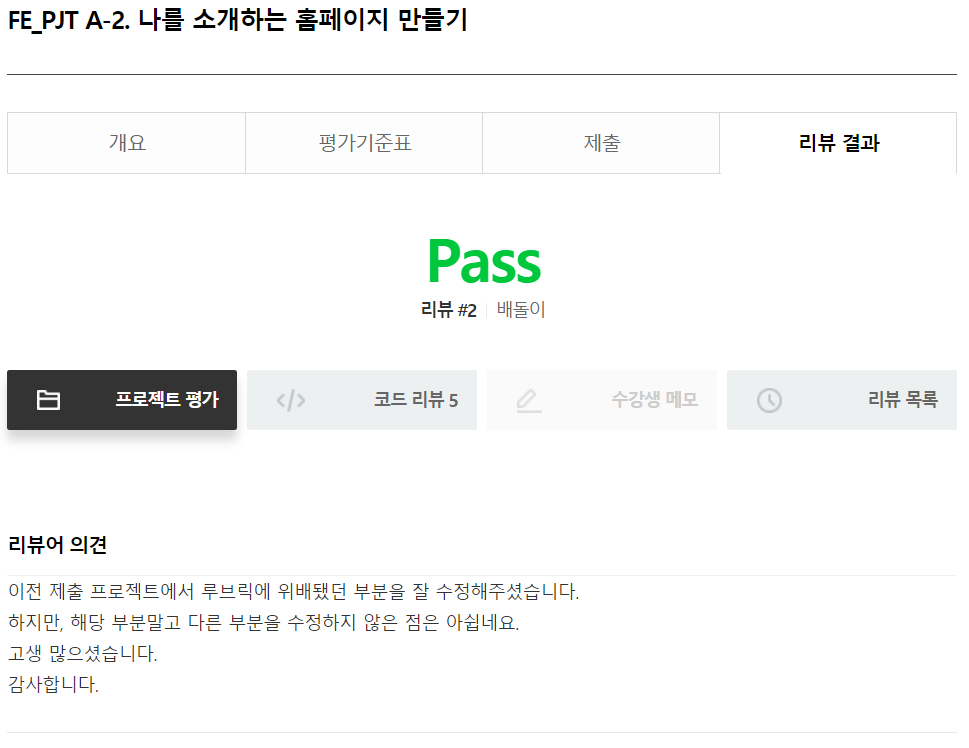 FE_PJT A-2. 나를 소개하는 홈페이지 만들기
개요 평가기준표 제출 리뷰 결과
Pass
리뷰 #2 배돌이
프로젝트 평가 코드 리뷰 5 수강생 메모 리뷰 목록
리뷰어 의견
이전 제출 프로젝트에서 루브릭에 위배됐던 부분을 잘 수정해주셨습니다.
하지만, 해당 부분말고 다른 부분을 수정하지 않은 점은 아쉽네요.
고생 많으셨습니다.
감사합니다.